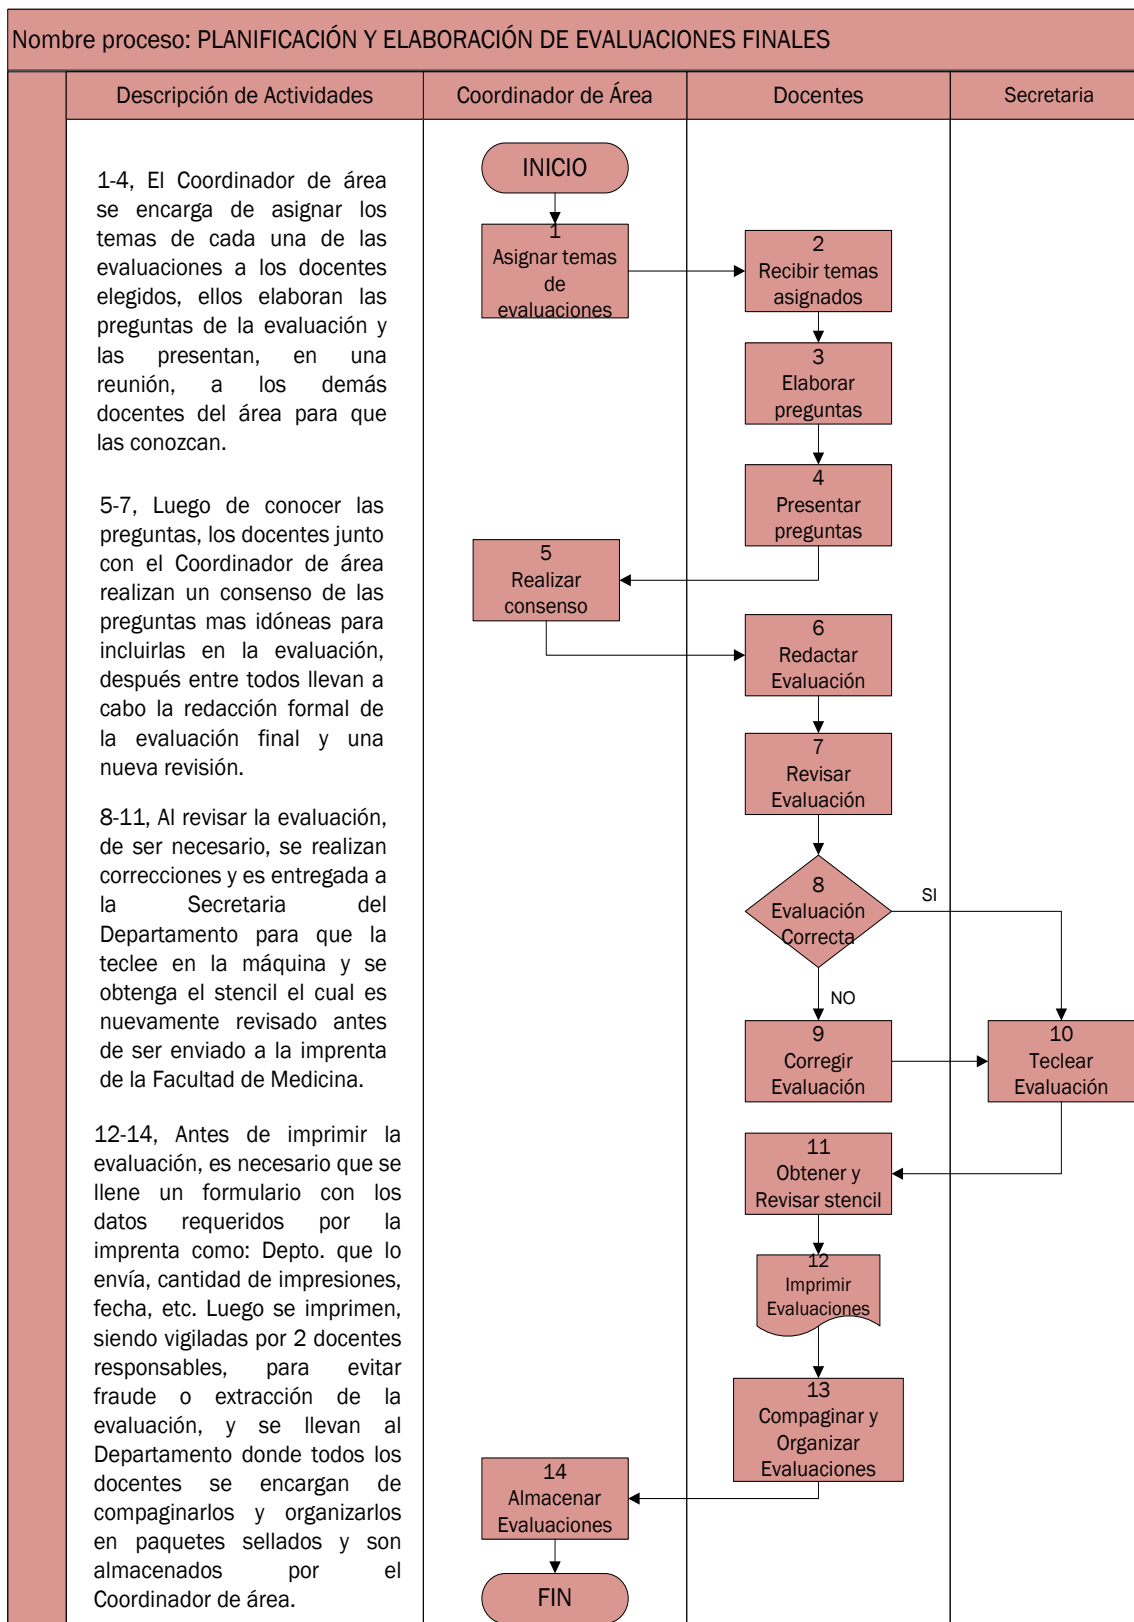 Nombre proceso: PLANIFICACIÓN Y ELABORACIÓN DE EVALUACIONES FINALES
Descripción de Actividades
Coordinador de Área
Docentes
Secretaria
1-4, El Coordinador de área
se encarga de asignar los
temas de cada una de las
evaluaciones a los docentes
elegidos, ellos elaboran las
preguntas de la evaluación y
las presentan, en una
reunión, a los demás
docentes del área para que
las conozcan.
5-7, Luego de conocer las
preguntas, los docentes junto
con el Coordinador de área
realizan un consenso de las
preguntas mas idóneas para
incluirlas en la evaluación,
después entre todos llevan a
cabo la redacción formal de
la evaluación final y una
nueva revisión.
8-11, Al revisar la evaluación,
de ser necesario, se realizan
correcciones y es entregada a
la Secretaria del
Departamento para que la
teclee en la máquina y se
obtenga el stencil el cual es
nuevamente revisado antes
de ser enviado a la imprenta
de la Facultad de Medicina.
12-14, Antes de imprimir la
evaluación, es necesario que se
llene un formulario con los
datos requeridos por la
imprenta como: Depto. que lo
envía, cantidad de impresiones,
fecha, etc. Luego se imprimen,
siendo vigiladas por 2 docentes
responsables, para evitar
fraude o extracción de la
evaluación, y se llevan al
Departamento donde todos los
docentes se encargan de
compaginarlos y organizarlos
en paquetes sellados y son
almacenados por el
Coordinador de área.
INICIO
1
Asignar temas
de
evaluaciones
2
Recibir temas
asignados
3
Elaborar
preguntas
4
Presentar
preguntas
5
Realizar
consenso
6
Redactar
Evaluación
7
Revisar
Evaluación
8
Evaluación
Correcta
SI
NO
9
Corregir
Evaluación
10
Teclear
Evaluación
11
Obtener y
Revisar stencil
12
Imprimir
Evaluaciones
13
Compaginar y
Organizar
Evaluaciones
14
Almacenar
Evaluaciones
FIN